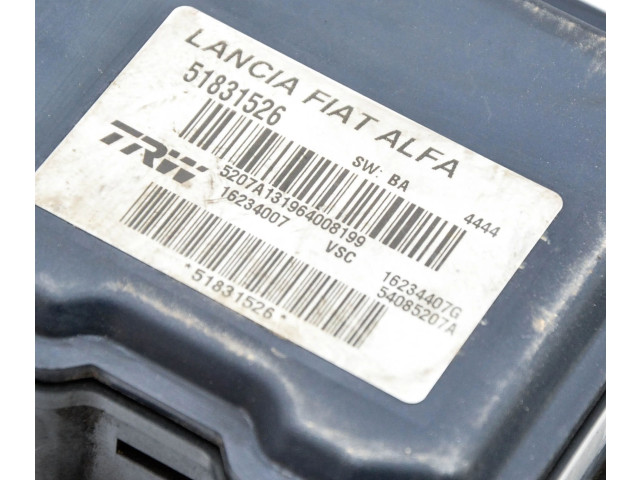 LANCIA FIAT ALFA
51831526
SW: BA
4444
TRW
5207A131964008199
16234007
VSC
16234407G
54085207A
*51831526*